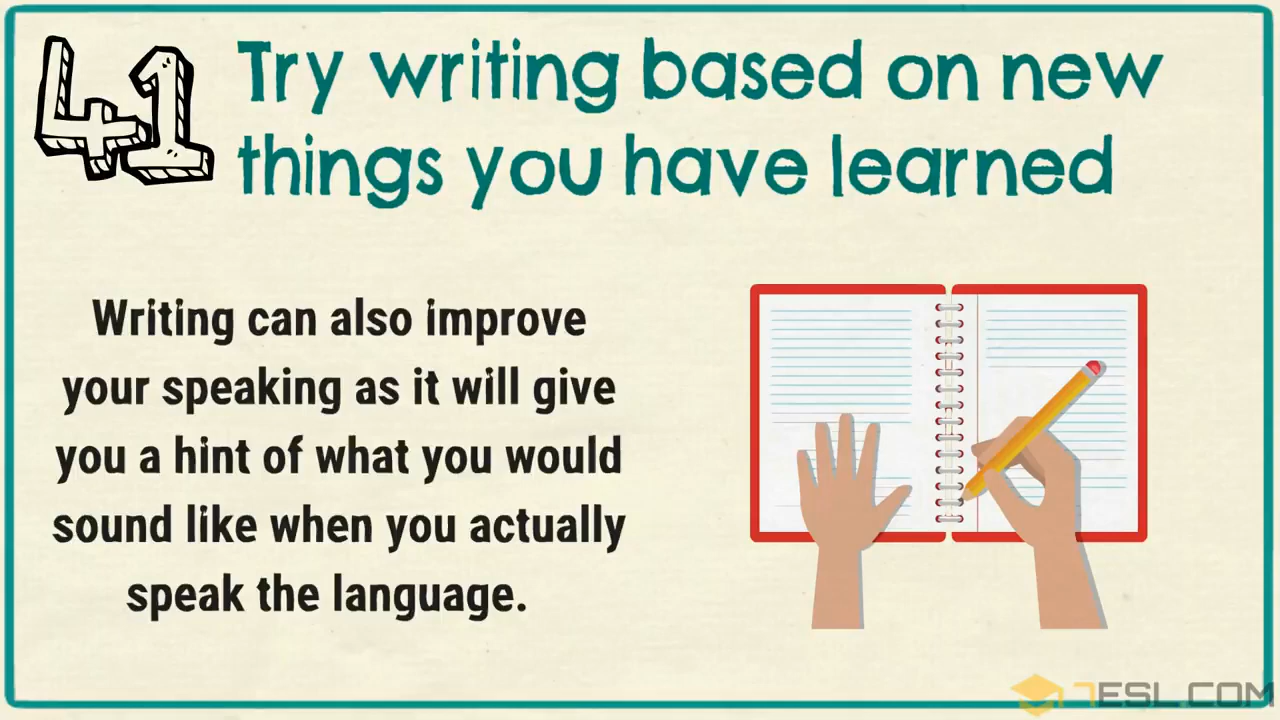 41
Try writing based on new
things you have learned
Writing can also improve
your speaking as it will give
you a hint of what you would
sound like when you actually
speak the language.
7ESL.COM